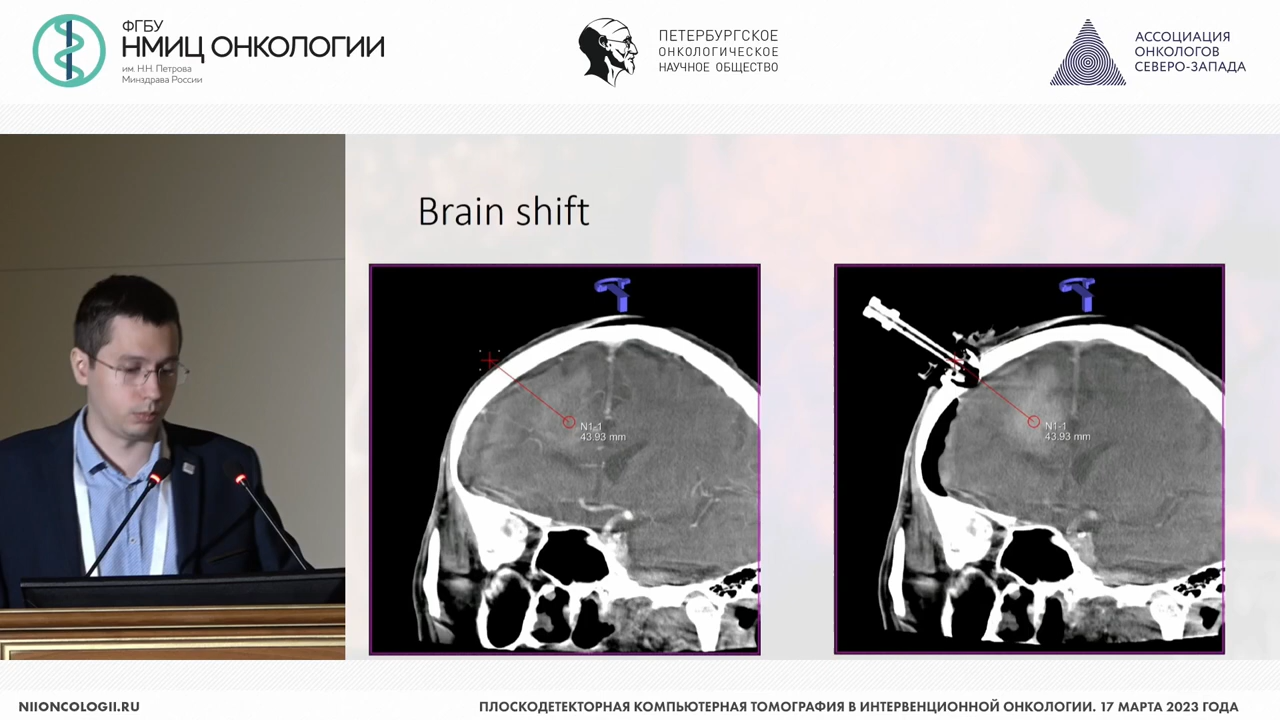 ФГБУ
НМИЦ ОНКОЛОГИИ
им. Н.Н. Петрова
Минздрава России
ПЕТЕРБУРГСКОЕ
ОНКОЛОГИЧЕСКОЕ
НАУЧНОЕ ОБЩЕСТВО
АССОЦИАЦИЯ
ОНКОЛОГОВ
СЕВЕРО-ЗАПАДА
Brain shift
N1-1
43.93 mm
N1-1
43.93 mm
NIIONCOLOGII.RU
ПЛОСКОДЕТЕКТОРНАЯ КОМПЬЮТЕРНАЯ ТОМОГРАФИЯ В ИНТЕРВЕНЦИОННОЙ ОНКОЛОГИИ. 17 МАРТА 2023 ГОДА